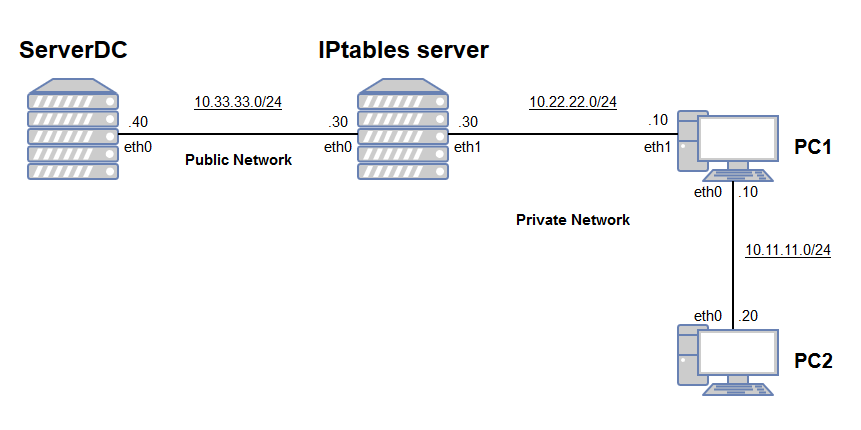 ServerDC
IPtables server
10.33.33.0/24
10.22.22.0/24
.40
.30
.30
.10
eth0
eth0
eth1
eth1
PC1
Public Network
eth0
.10
Private Network
10.11.11.0/24
eth0
.20
PC2